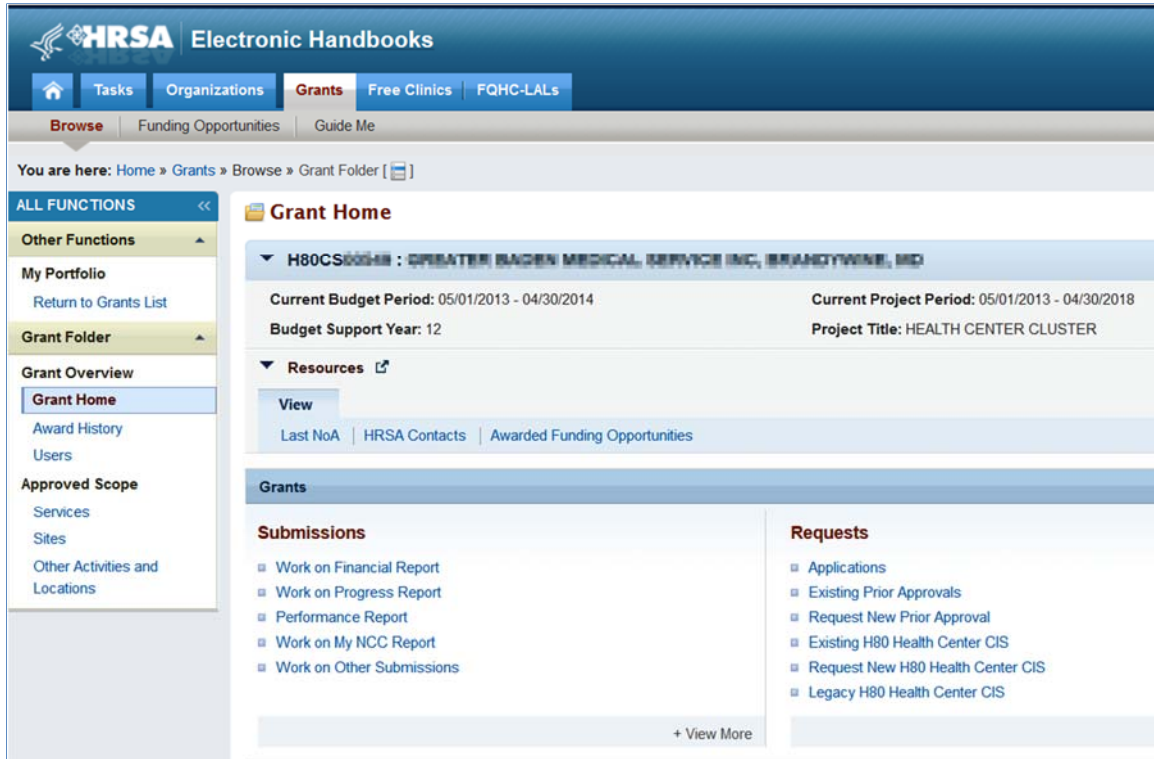 HRSA Electronic Handbooks
Tasks Organizations Grants Free Clinics FQHC-LALs
Browse Funding Opportunities Guide Me
You are here: Home » Grants » Browse » Grant Folder [ ]
ALL FUNCTIONS «
Other Functions
My Portfolio
Return to Grants List
Grant Folder
Grant Overview
Grant Home
Award History
Users
Approved Scope
Services
Sites
Other Activities and
Locations
Grant Home
H80CS :
Current Budget Period: 05/01/2013 - 04/30/2014
Current Project Period: 05/01/2013 - 04/30/2018
Budget Support Year: 12
Project Title: HEALTH CENTER CLUSTER
Resources
View
Last NoA | HRSA Contacts | Awarded Funding Opportunities
Grants
Submissions
Work on Financial Report
Work on Progress Report
Performance Report
Work on My NCC Report
Work on Other Submissions
+ View More
Requests
Applications
Existing Prior Approvals
Request New Prior Approval
Existing H80 Health Center CIS
Request New H80 Health Center CIS
Legacy H80 Health Center CIS